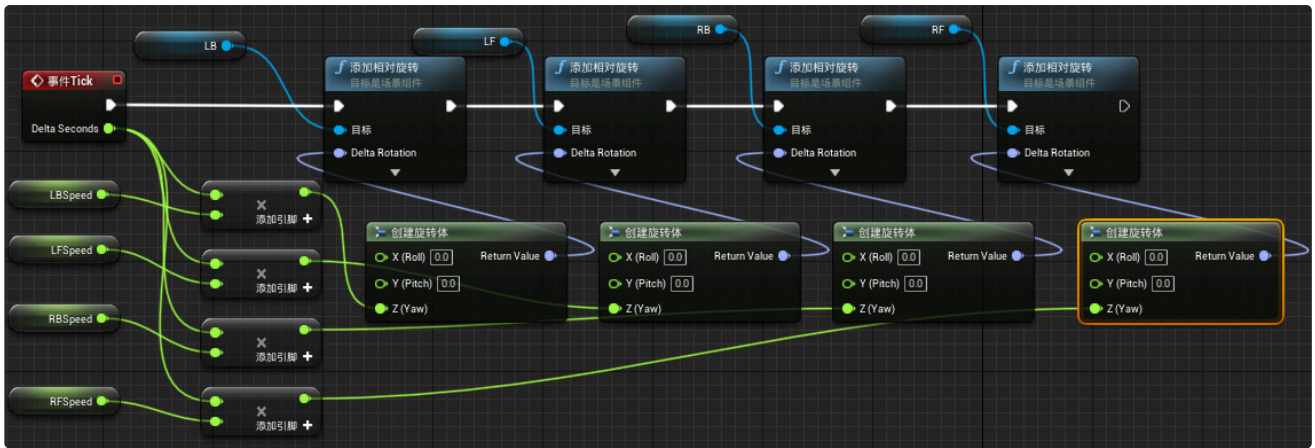 LB
LF
RB
RF
事件Tick
Delta Seconds
添加相对旋转
目标是场景组件
目标
Delta Rotation
添加相对旋转
目标是场景组件
目标
Delta Rotation
添加相对旋转
目标是场景组件
目标
Delta Rotation
添加相对旋转
目标是场景组件
目标
Delta Rotation
LBSpeed
添加引脚
LFSpeed
添加引脚
RBSpeed
添加引脚
RFSpeed
添加引脚
创建旋转体
X (Roll) 0.0 Return Value
Y (Pitch) 0.0
Z (Yaw)
创建旋转体
X (Roll) 0.0 Return Value
Y (Pitch) 0.0
Z (Yaw)
创建旋转体
X (Roll) 0.0 Return Value
Y (Pitch) 0.0
Z (Yaw)
创建旋转体
X (Roll) 0.0 Return Value
Y (Pitch) 0.0
Z (Yaw)